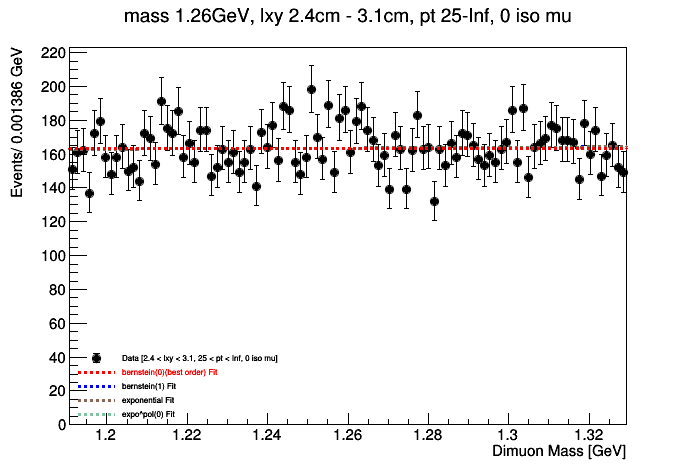 mass 1.26GeV, lxy 2.4cm - 3.1cm, pt 25-Inf, 0 iso mu
Events/ 0.001386 GeV
220
200
180
160
140
120
100
80
60
40
20
0
Data [2.4 < lxy < 3.1, 25 < pt < Inf, 0 iso mu]
bernstein(0)(best order) Fit
bernstein(1) Fit
exponential Fit
expo*pol(0) Fit
1.2 1.22 1.24 1.26 1.28 1.3 1.32
Dimuon Mass [GeV]